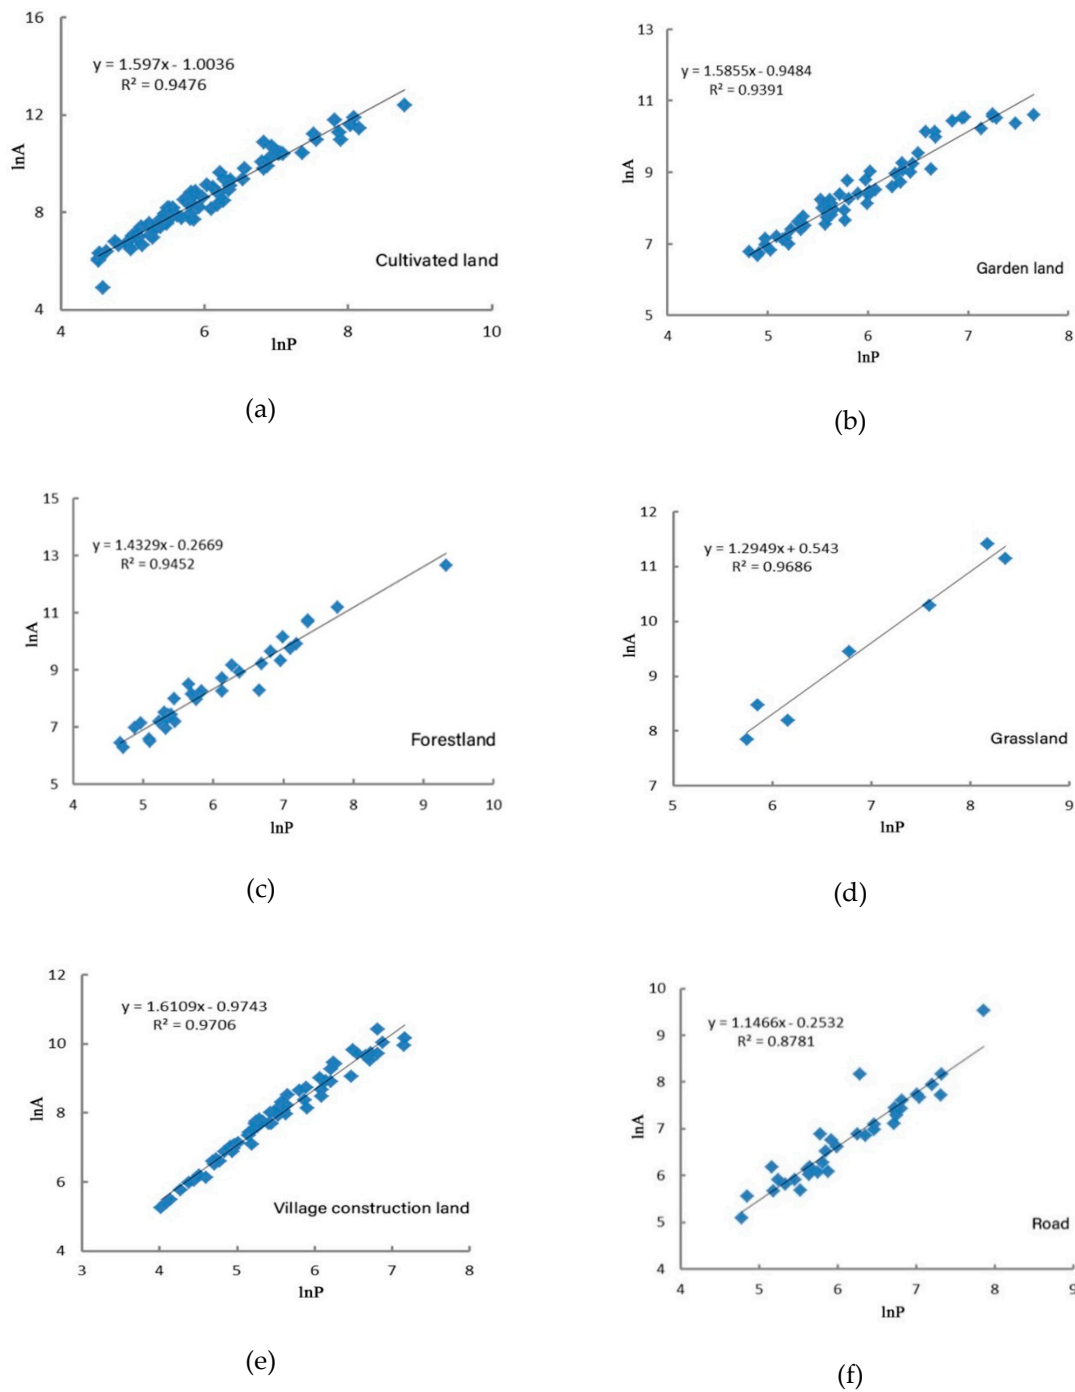 16
12
8
4
lnA
y = 1.597x - 1.0036
R² = 0.9476
Cultivated land
4 6 8 10
lnP
(a)
13
11
9
7
5
lnA
y = 1.5855x - 0.9484
R² = 0.9391
Garden land
4 5 6 7 8
lnP
(b)
15
13
11
9
7
5
lnA
y = 1.4329x - 0.2669
R² = 0.9452
Forestland
4 5 6 7 8 9 10
lnP
(c)
12
11
10
9
8
7
lnA
y = 1.2949x + 0.543
R² = 0.9686
Grassland
5 6 7 8 9
lnP
(d)
12
10
8
6
4
lnA
y = 1.6109x - 0.9743
R² = 0.9706
Village construction land
3 4 5 6 7 8
lnP
(e)
10
9
8
7
6
5
4
lnA
y = 1.1466x - 0.2532
R² = 0.8781
Road
4 5 6 7 8 9
lnP
(f)